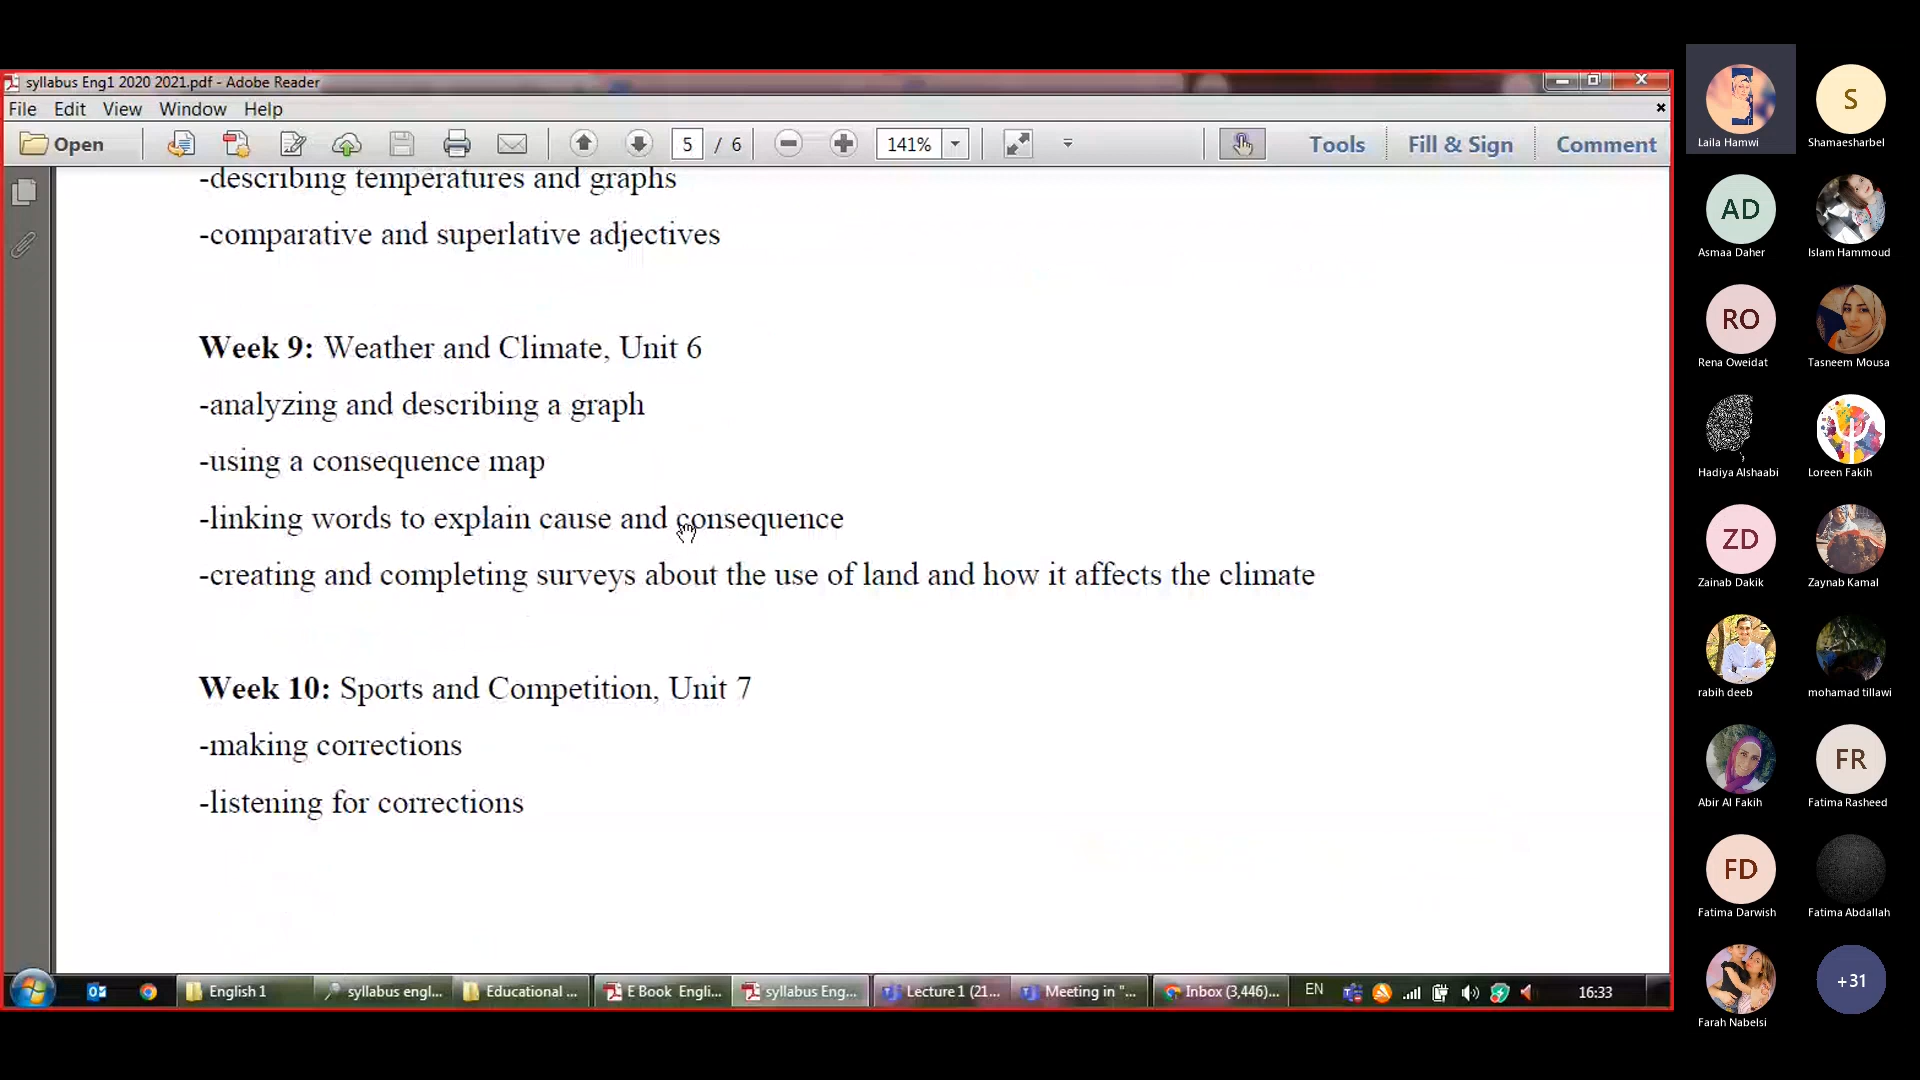 syllabus Eng1 2020 2021.pdf - Adobe Reader
File Edit View Window Help
Open
5 / 6
141%
Tools Fill & Sign Comment
-describing temperatures and graphs
-comparative and superlative adjectives
Week 9: Weather and Climate, Unit 6
-analyzing and describing a graph
-using a consequence map
-linking words to explain cause and consequence
-creating and completing surveys about the use of land and how it affects the climate
Week 10: Sports and Competition, Unit 7
-making corrections
-listening for corrections
English 1 syllabus engl... Educational ... E Book Engli... syllabus Eng... Lecture 1 (21... Meeting in "... Inbox (3,446)... EN 16:33
Laila Hamwi
S
Shamaesharbel
AD
Asmaa Daher
Islam Hammoud
RO
Rena Oweidat
Tasneem Mousa
Hadiya Alshaabi
Loreen Fakih
ZD
Zainab Dakik
Zaynab Kamal
rabih deeb
mohamad tillawi
Abir Al Fakih
FR
Fatima Rasheed
FD
Fatima Darwish
Fatima Abdallah
Farah Nabelsi
+31